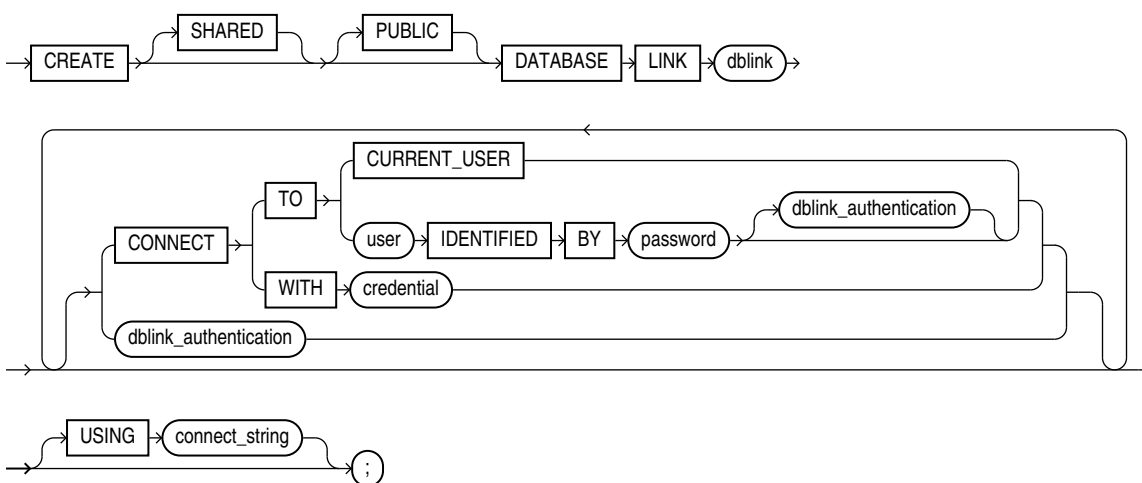 SHARED PUBLIC
CREATE DATABASE LINK dblink
CURRENT_USER
TO dblink_authentication
CONNECT user IDENTIFIED BY password
WITH credential
dblink_authentication
USING connect_string
;